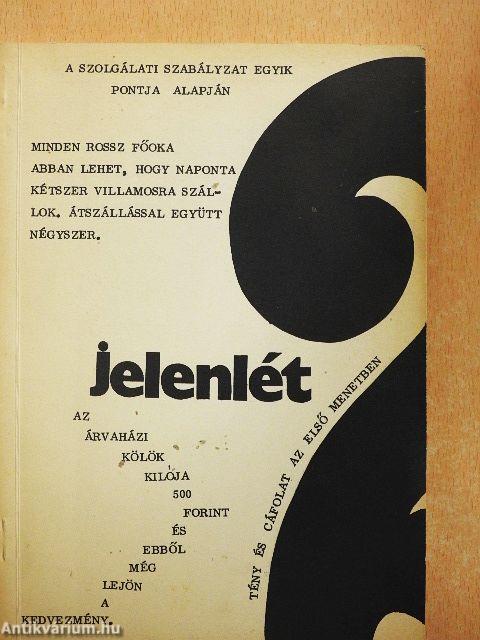 A SZOLGÁLATI SZABÁLYZAT EGYIK
PONTJA ALAPJÁN
MINDEN ROSSZ FŐOKA
ABBAN LEHET, HOGY NAPONTA
KÉTSZER VILLAMOSRA SZÁL-
LOK. ÁTSZÁLLÁSSAL EGYÜTT
NÉGYSZER.
jelenlét
AZ
ÁRVAHÁZI
KÖLÖK
KILÓJA
500
FORINT
ÉS
EBBŐL
MÉG
LEJÖN
A
KEDVEZMÉNY.
TÉNY ÉS CÁFOLAT AZ ELSŐ MENETBEN
Antikvarium.hu